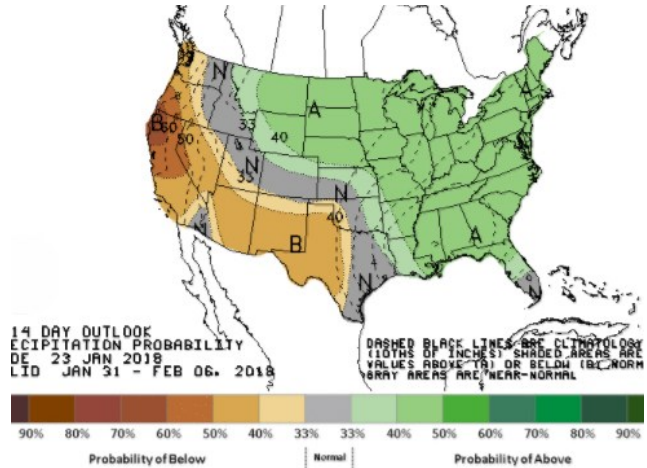 N
A
A
33
40
B
60
50
N
33
N
40
B
A
N
N
N
14 DAY OUTLOOK
ECIPITATION PROBABILITY
DE 23 JAN 2018
LID JAN 31 - FEB 06, 2018
DASHED BLACK LINES ARE CLIMATOLOGY
(10THS OF INCHES) SHADED AREAS ARE
VALUES ABOVE (A) OR BELOW (B) NORM
GRAY AREAS ARE NEAR-NORMAL
90% 80% 70% 60% 50% 40% 33% 33% 40% 50% 60% 70% 80% 90%
Probability of Below Normal Probability of Above